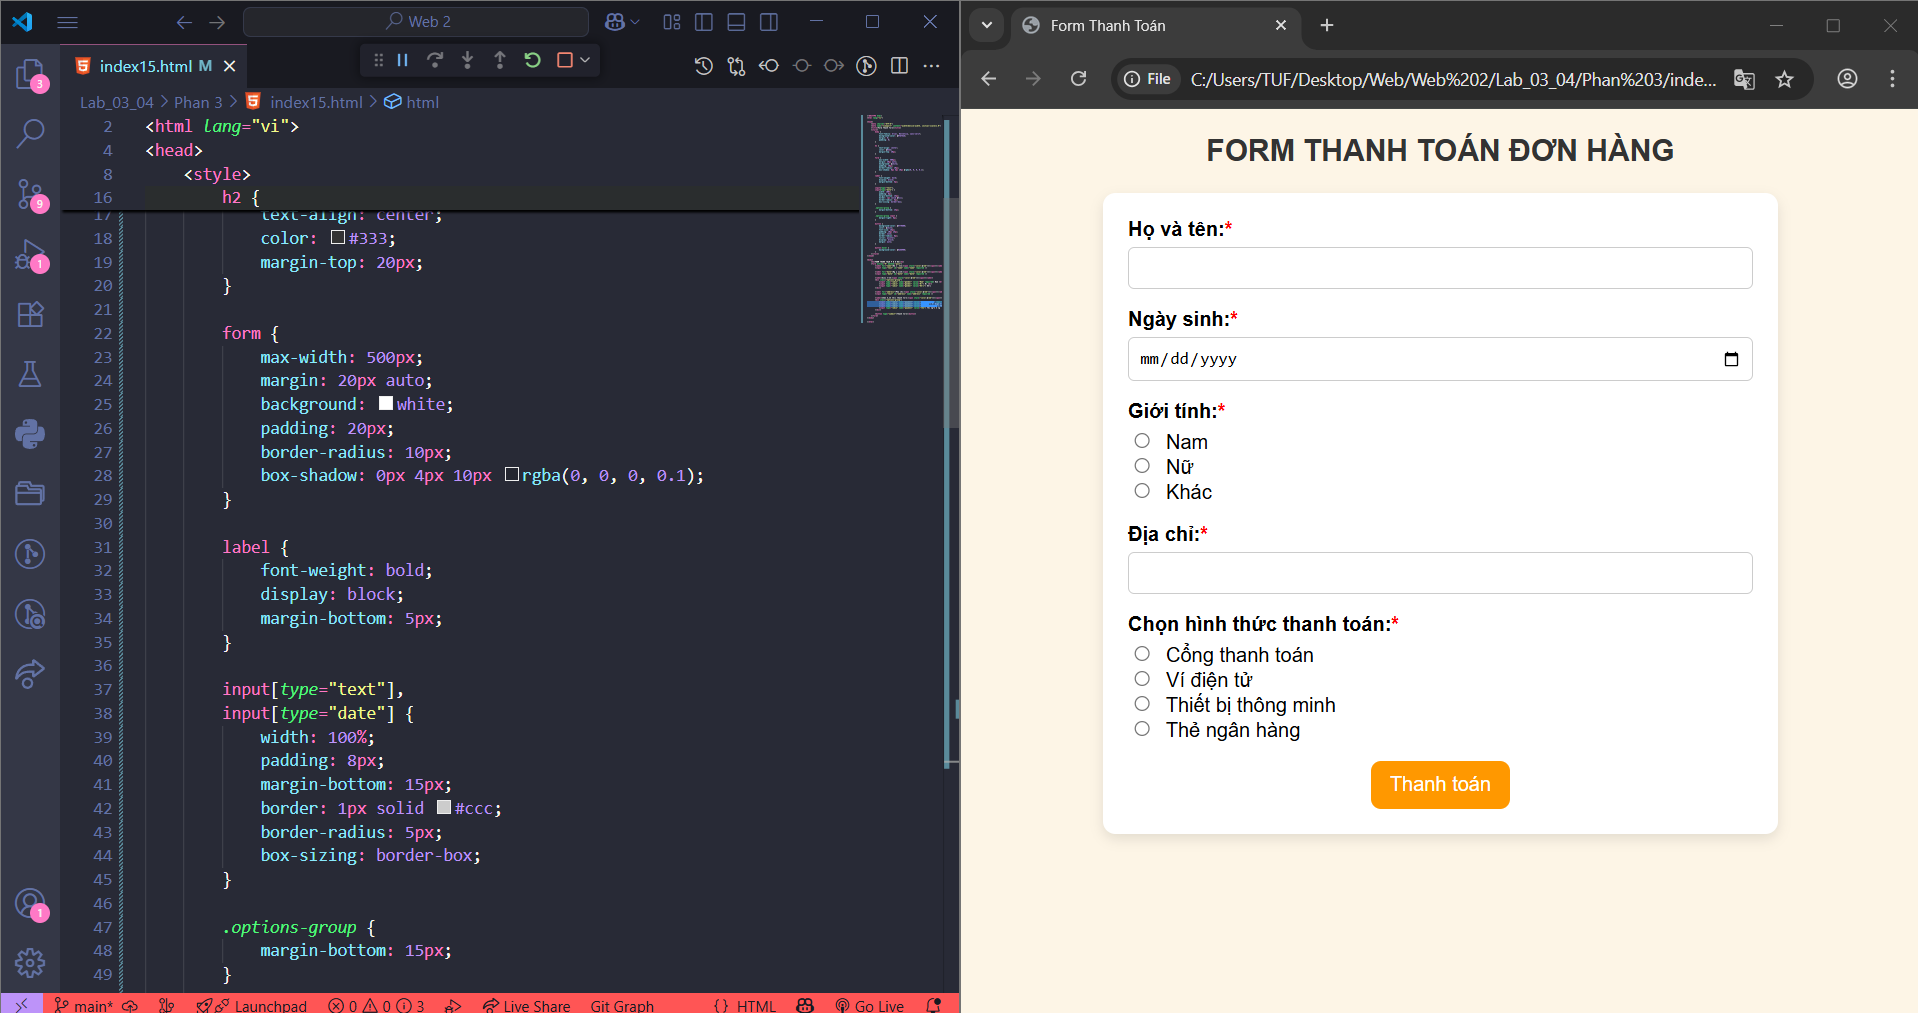 Web 2
index15.html M
Lab_03_04 > Phan 3 > index15.html > html
2 <html lang="vi">
4 <head>
8 <style>
16 h2 {
17 text-align: center;
18 color: #333;
19 margin-top: 20px;
20 }
21
22 form {
23 max-width: 500px;
24 margin: 20px auto;
25 background: white;
26 padding: 20px;
27 border-radius: 10px;
28 box-shadow: 0px 4px 10px rgba(0, 0, 0, 0.1);
29 }
30
31 label {
32 font-weight: bold;
33 display: block;
34 margin-bottom: 5px;
35 }
36
37 input[type="text"],
38 input[type="date"] {
39 width: 100%;
40 padding: 8px;
41 margin-bottom: 15px;
42 border: 1px solid #ccc;
43 border-radius: 5px;
44 box-sizing: border-box;
45 }
46
47 .options-group {
48 margin-bottom: 15px;
49 }
3
9
1
1
main* Launchpad 0 0 3 Live Share Git Graph {} HTML Go Live
Form Thanh Toán
File C:/Users/TUF/Desktop/Web/Web%202/Lab_03_04/Phan%203/inde...
FORM THANH TOÁN ĐƠN HÀNG
Họ và tên:*
Ngày sinh:*
mm/dd/yyyy
Giới tính:*
Nam
Nữ
Khác
Địa chỉ:*
Chọn hình thức thanh toán:*
Cổng thanh toán
Ví điện tử
Thiết bị thông minh
Thẻ ngân hàng
Thanh toán